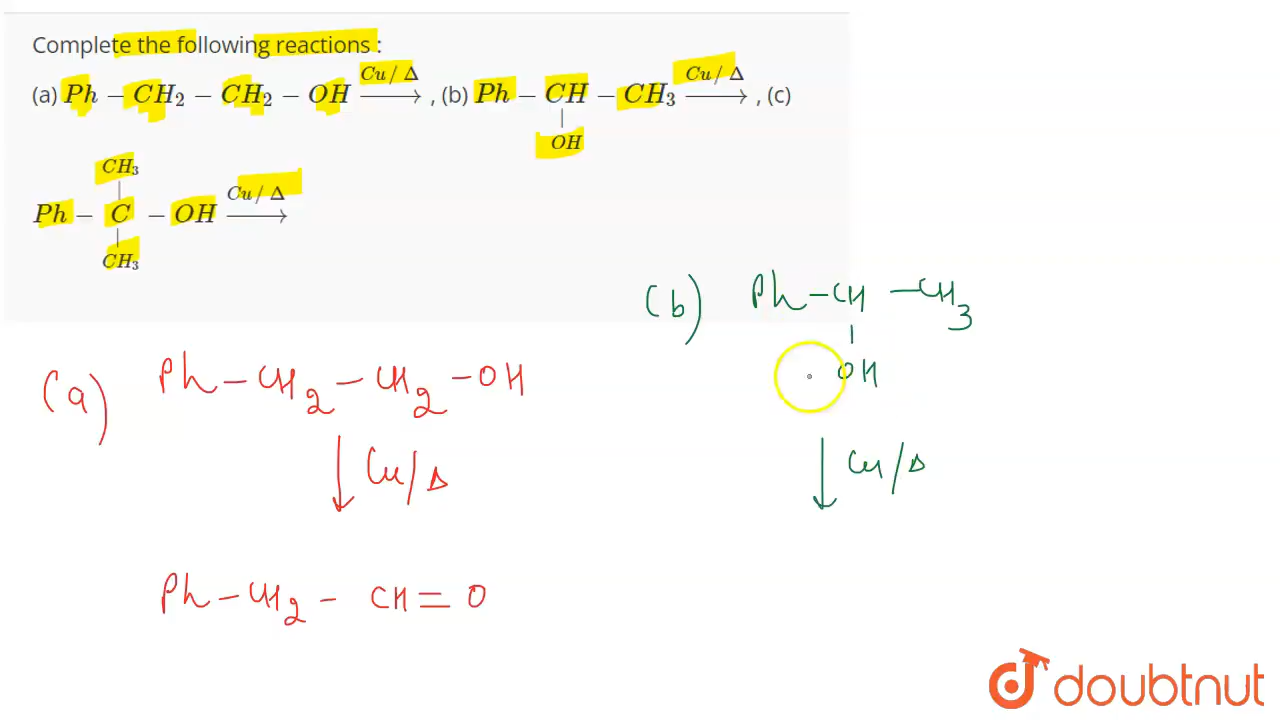 Complete the following reactions :
(a) Ph − CH₂ − CH₂ − OH —Cu/Δ→ , (b) Ph − CH − CH₃ —Cu/Δ→ , (c)
|
OH
CH₃
|
Ph − C − OH —Cu/Δ→
|
CH₃
(b) Ph − CH − CH₃
|
OH
(a) Ph − CH₂ − CH₂ − OH
↓ Cu/Δ
↓ Cu/Δ
Ph − CH₂ − CH = O
doubtnut